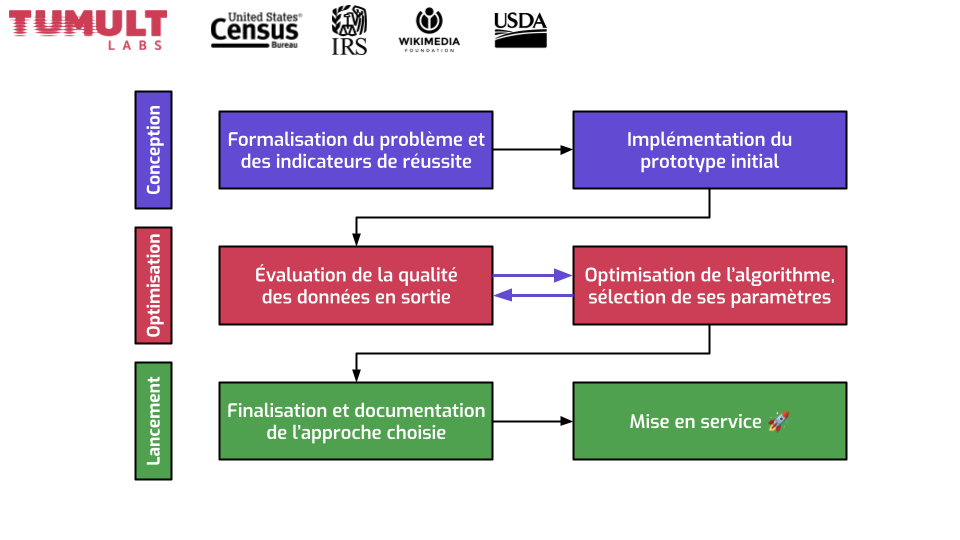 TUMULT
LABS
United States®
Census
Bureau
IRS
WIKIMEDIA
FOUNDATION
USDA
Conception
Formalisation du problème et
des indicateurs de réussite
Implémentation du
prototype initial
Optimisation
Évaluation de la qualité
des données en sortie
Optimisation de l'algorithme,
sélection de ses paramètres
Lancement
Finalisation et documentation
de l'approche choisie
Mise en service 🚀